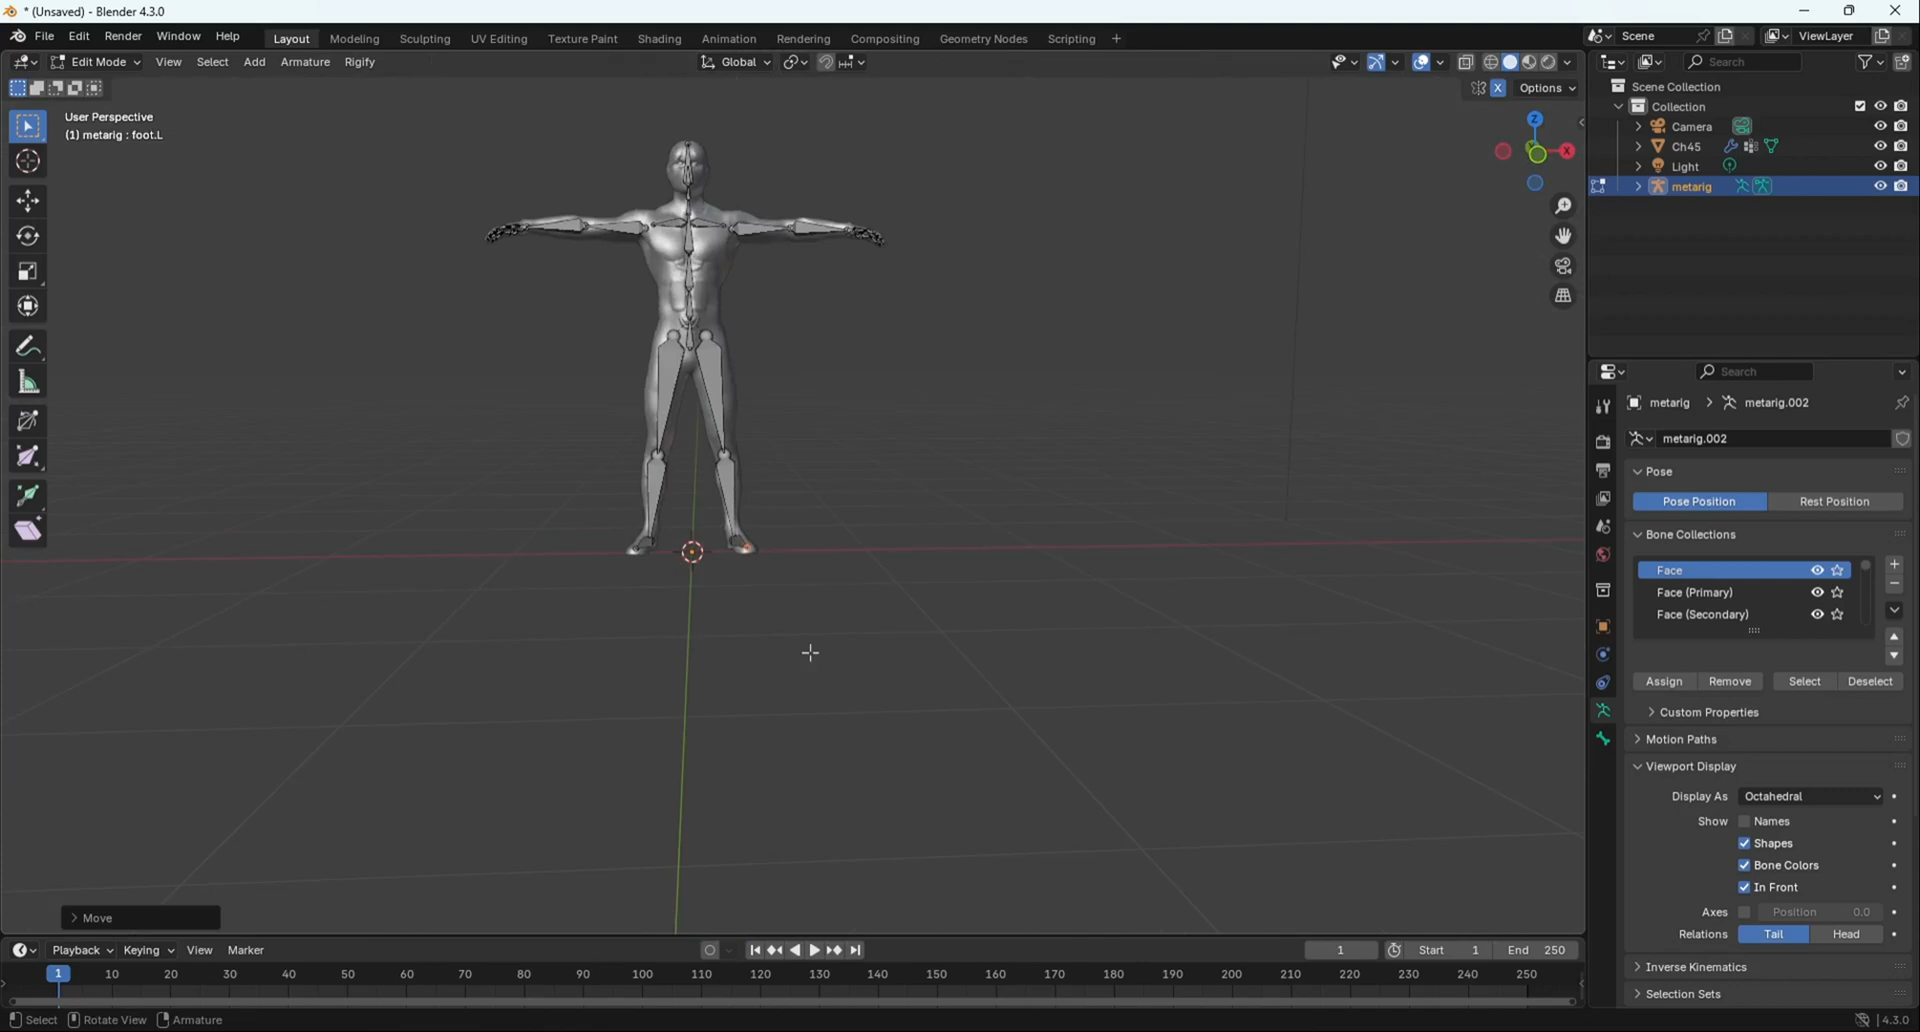 * (Unsaved) - Blender 4.3.0
File Edit Render Window Help Layout Modeling Sculpting UV Editing Texture Paint Shading Animation Rendering Compositing Geometry Nodes Scripting + Scene ViewLayer
Edit Mode View Select Add Armature Rigify Global Search
X Options
Scene Collection
User Perspective
(1) metarig : foot.L
Collection
Camera
Ch45
Light
metarig
Z
X
Search
metarig > metarig.002
metarig.002
Pose
Pose Position Rest Position
Bone Collections
Face
Face (Primary)
Face (Secondary)
Assign Remove Select Deselect
Custom Properties
Motion Paths
Viewport Display
Display As Octahedral
Show Names
Shapes
Bone Colors
In Front
Axes Position 0.0
Relations Tail Head
> Move
Playback Keying View Marker 1 Start 1 End 250
1 10 20 30 40 50 60 70 80 90 100 110 120 130 140 150 160 170 180 190 200 210 220 230 240 250
Inverse Kinematics
Selection Sets
Select Rotate View Armature 4.3.0